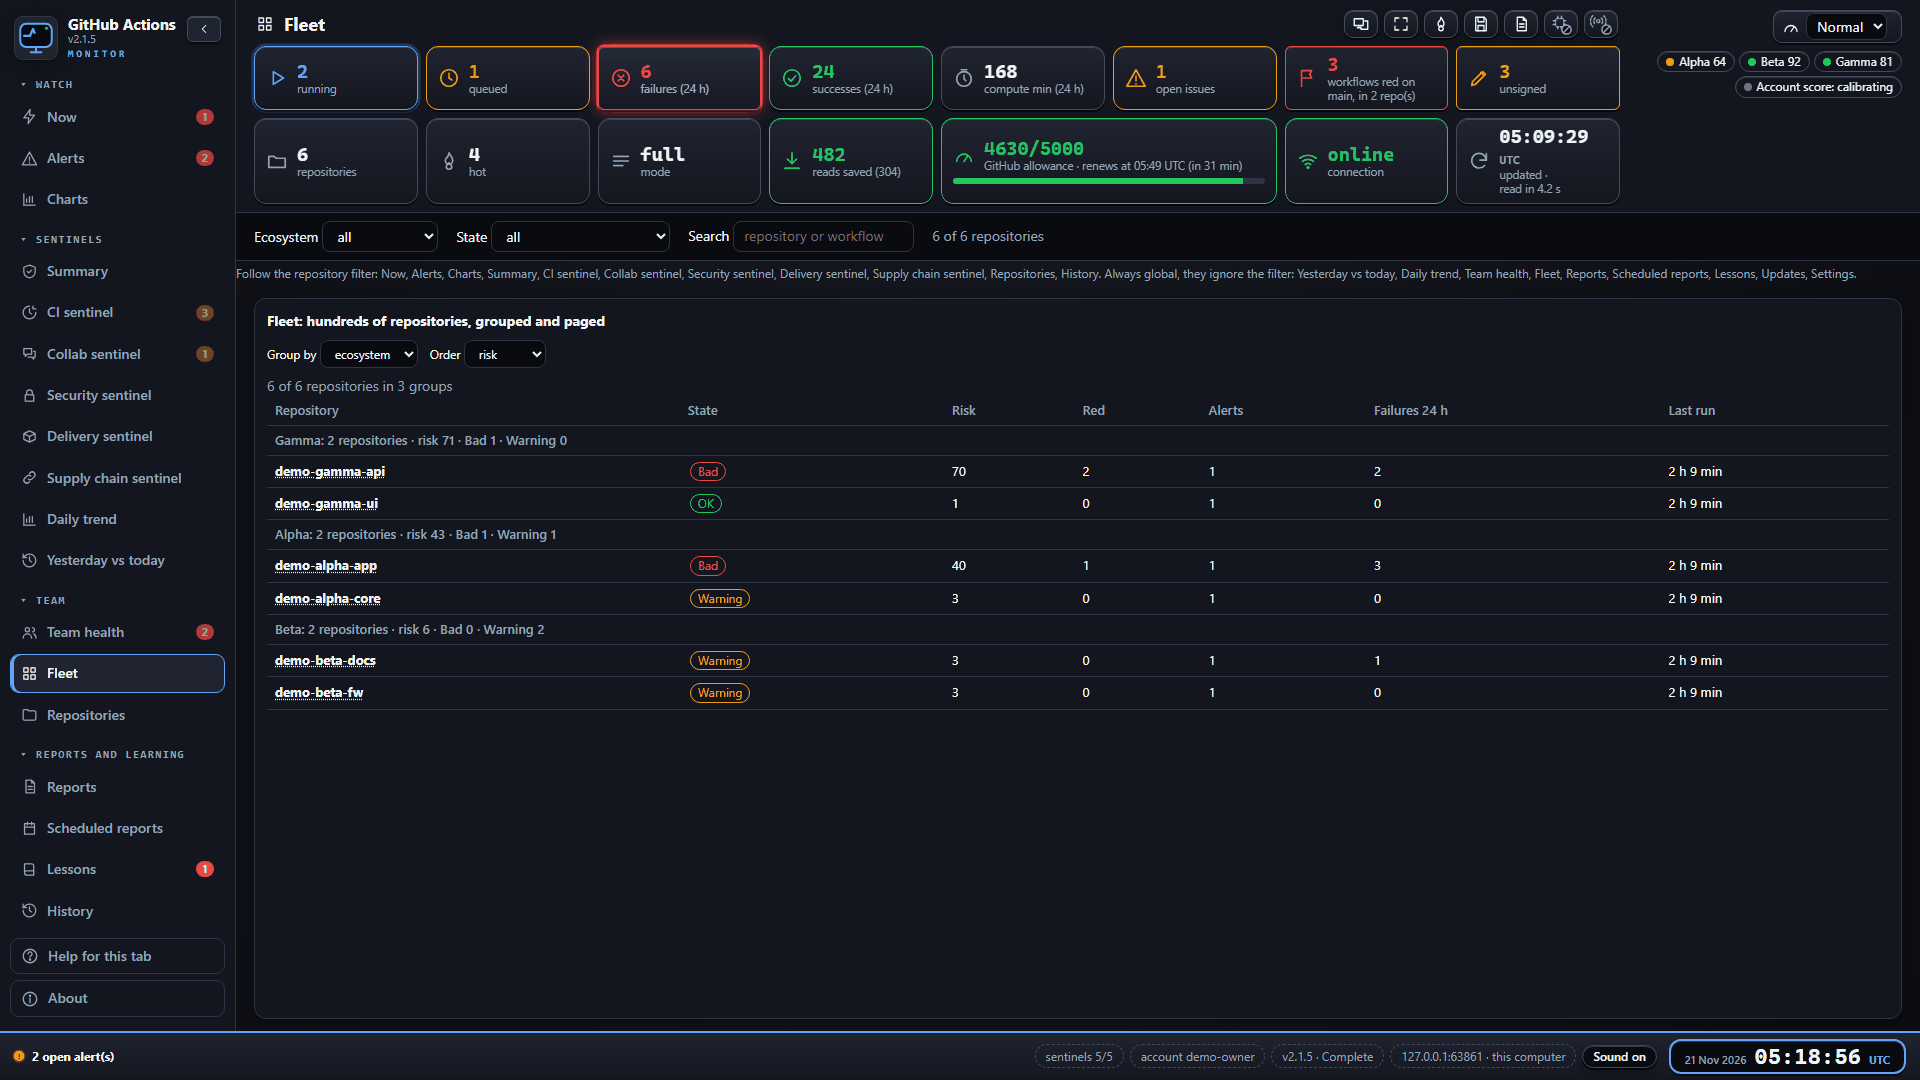 GitHub Actions
v2.1.5
MONITOR
WATCH
Now 1
Alerts 2
Charts
SENTINELS
Summary
CI sentinel 3
Collab sentinel 1
Security sentinel
Delivery sentinel
Supply chain sentinel
Daily trend
Yesterday vs today
TEAM
Team health 2
Fleet
Repositories
REPORTS AND LEARNING
Reports
Scheduled reports
Lessons 1
History
Help for this tab
About
Fleet
Normal
Alpha 64
Beta 92
Gamma 81
Account score: calibrating
2
running
1
queued
6
failures (24 h)
24
successes (24 h)
168
compute min (24 h)
1
open issues
3
workflows red on
main, in 2 repo(s)
3
unsigned
6
repositories
4
hot
full
mode
482
reads saved (304)
4630/5000
GitHub allowance · renews at 05:49 UTC (in 31 min)
online
connection
05:09:29
UTC
updated ·
read in 4.2 s
Ecosystem all State all Search repository or workflow 6 of 6 repositories
Follow the repository filter: Now, Alerts, Charts, Summary, CI sentinel, Collab sentinel, Security sentinel, Delivery sentinel, Supply chain sentinel, Repositories, History. Always global, they ignore the filter: Yesterday vs today, Daily trend, Team health, Fleet, Reports, Scheduled reports, Lessons, Updates, Settings.
Fleet: hundreds of repositories, grouped and paged
Group by ecosystem Order risk
6 of 6 repositories in 3 groups
Repository State Risk Red Alerts Failures 24 h Last run
Gamma: 2 repositories · risk 71 · Bad 1 · Warning 0
demo-gamma-api Bad 70 2 1 2 2 h 9 min
demo-gamma-ui OK 1 0 1 0 2 h 9 min
Alpha: 2 repositories · risk 43 · Bad 1 · Warning 1
demo-alpha-app Bad 40 1 1 3 2 h 9 min
demo-alpha-core Warning 3 0 1 0 2 h 9 min
Beta: 2 repositories · risk 6 · Bad 0 · Warning 2
demo-beta-docs Warning 3 0 1 1 2 h 9 min
demo-beta-fw Warning 3 0 1 0 2 h 9 min
2 open alert(s)
sentinels 5/5
account demo-owner
v2.1.5 · Complete
127.0.0.1:63861 · this computer
Sound on
21 Nov 2026 05:18:56 UTC